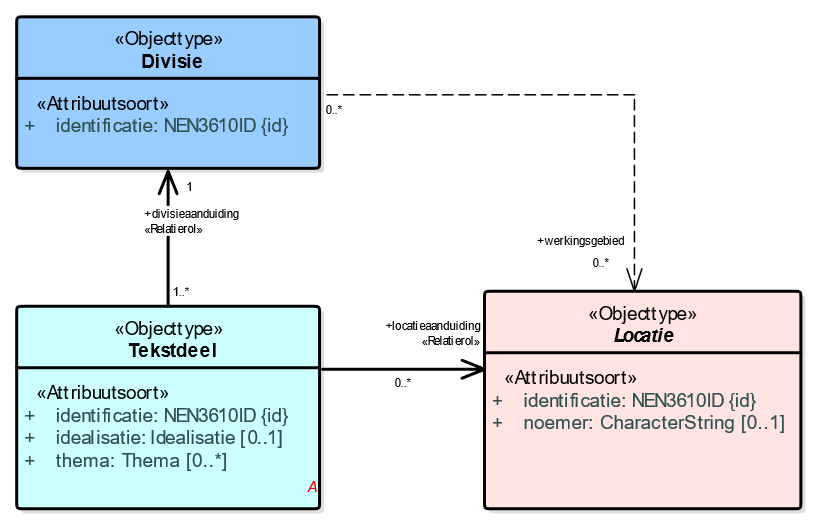 «Objecttype»
Divisie
«Attribuutsoort»
+ identificatie: NEN3610ID {id}
0..*
1
+divisieaanduiding
«Relatierol»
1..*
+werkingsgebied
0..*
«Objecttype»
Tekstdeel
«Attribuutsoort»
+ identificatie: NEN3610ID {id}
+ idealisatie: Idealisatie [0..1]
+ thema: Thema [0..*]
A
+locatieaanduiding
«Relatierol»
0..*
«Objecttype»
Locatie
«Attribuutsoort»
+ identificatie: NEN3610ID {id}
+ noemer: CharacterString [0..1]